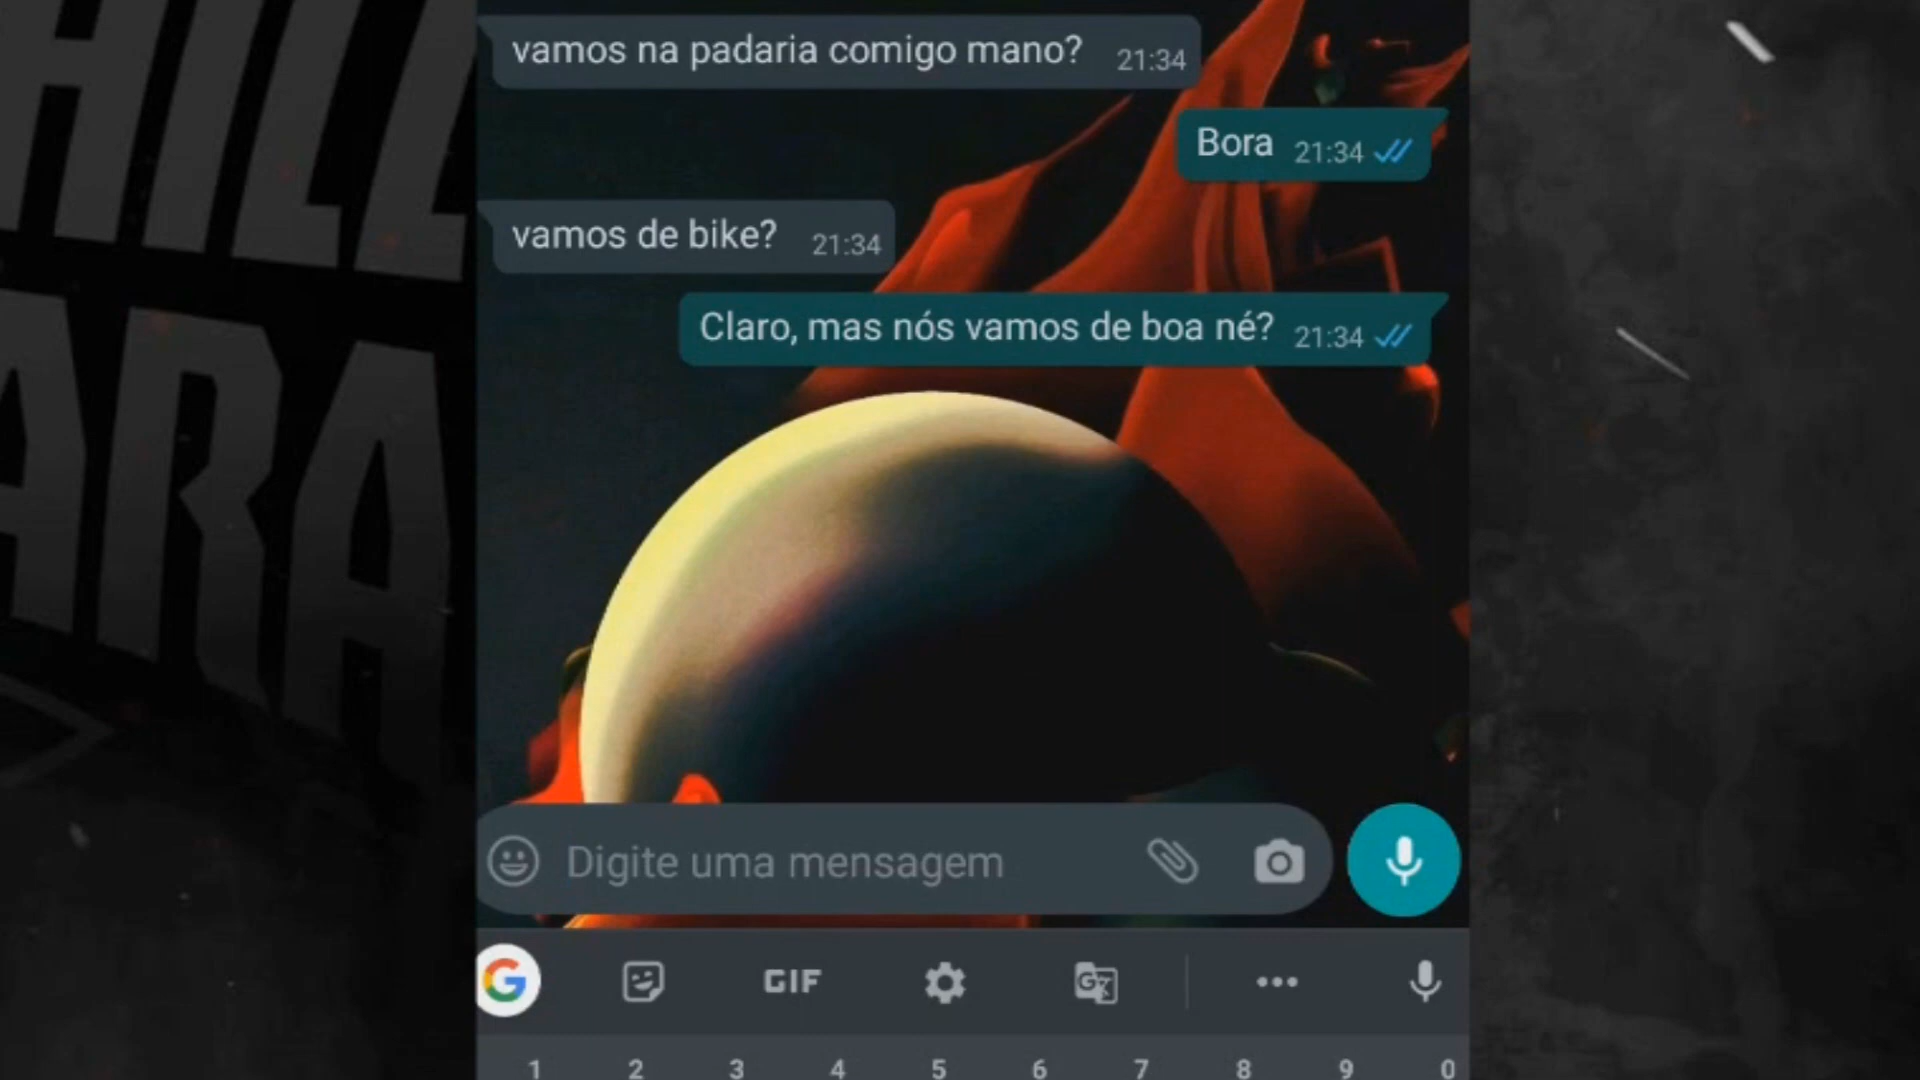 vamos na padaria comigo mano? 21:34
Bora 21:34
vamos de bike? 21:34
Claro, mas nós vamos de boa né? 21:34
Digite uma mensagem
G GIF G
1 2 3 4 5 6 7 8 9 0